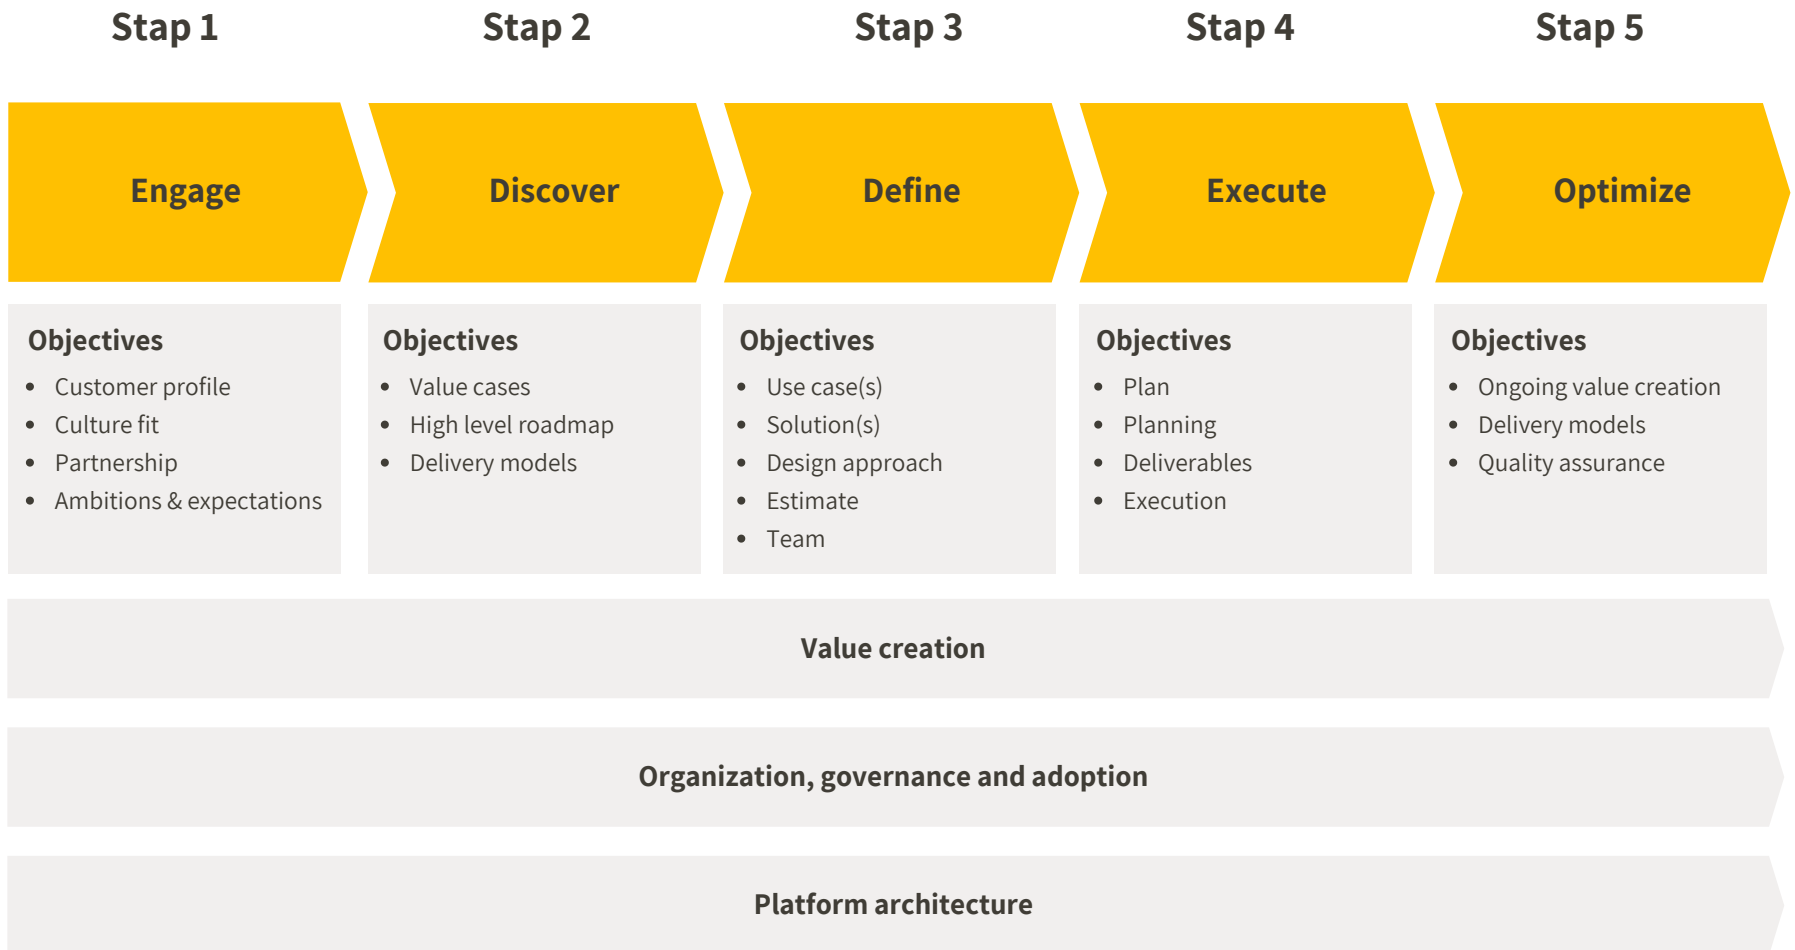 Stap 1
Stap 2
Stap 3
Stap 4
Stap 5
Engage
Discover
Define
Execute
Optimize
Objectives
• Customer profile
• Culture fit
• Partnership
• Ambitions & expectations
Objectives
• Value cases
• High level roadmap
• Delivery models
Objectives
• Use case(s)
• Solution(s)
• Design approach
• Estimate
• Team
Objectives
• Plan
• Planning
• Deliverables
• Execution
Objectives
• Ongoing value creation
• Delivery models
• Quality assurance
Value creation
Organization, governance and adoption
Platform architecture